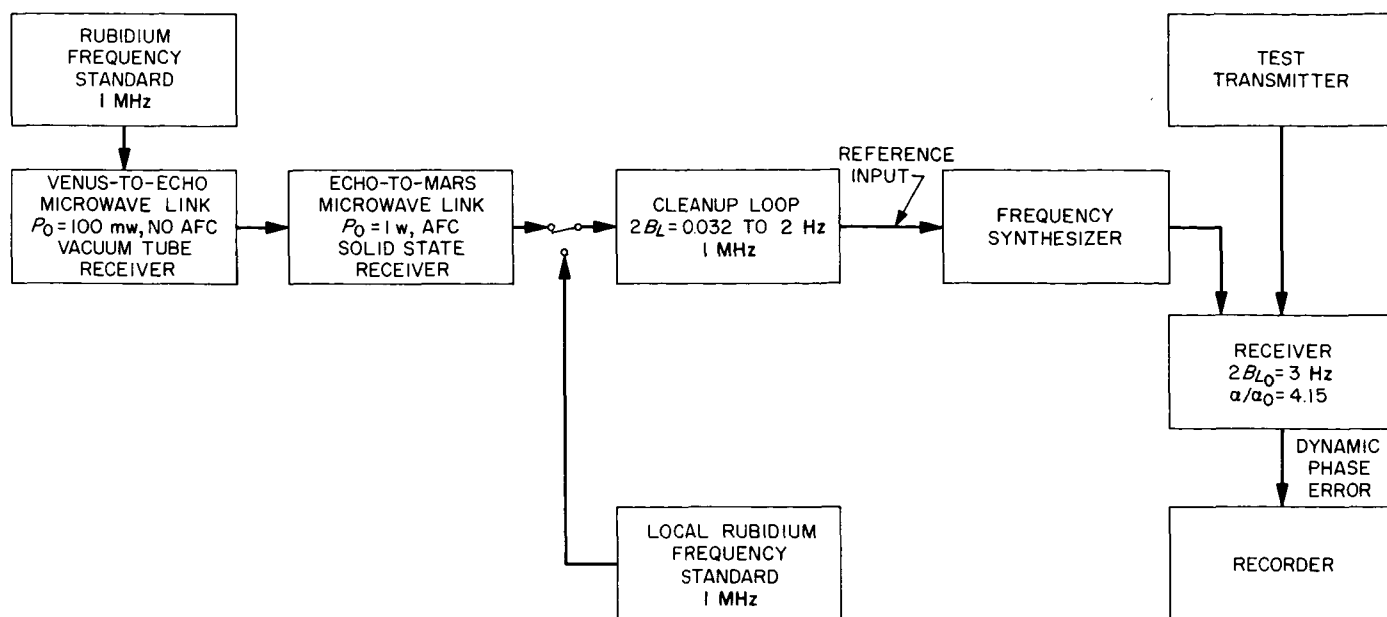 RUBIDIUM
FREQUENCY
STANDARD
1 MHz
TEST
TRANSMITTER
VENUS-TO-ECHO
MICROWAVE LINK
P₀ = 100 mw, NO AFC
VACUUM TUBE
RECEIVER
ECHO-TO-MARS
MICROWAVE LINK
P₀ = 1 w, AFC
SOLID STATE
RECEIVER
CLEANUP LOOP
2B_L = 0.032 TO 2 Hz
1 MHz
REFERENCE
INPUT
FREQUENCY
SYNTHESIZER
RECEIVER
2B_L₀ = 3 Hz
α/α₀ = 4.15
DYNAMIC
PHASE
ERROR
LOCAL RUBIDIUM
FREQUENCY
STANDARD
1 MHz
RECORDER